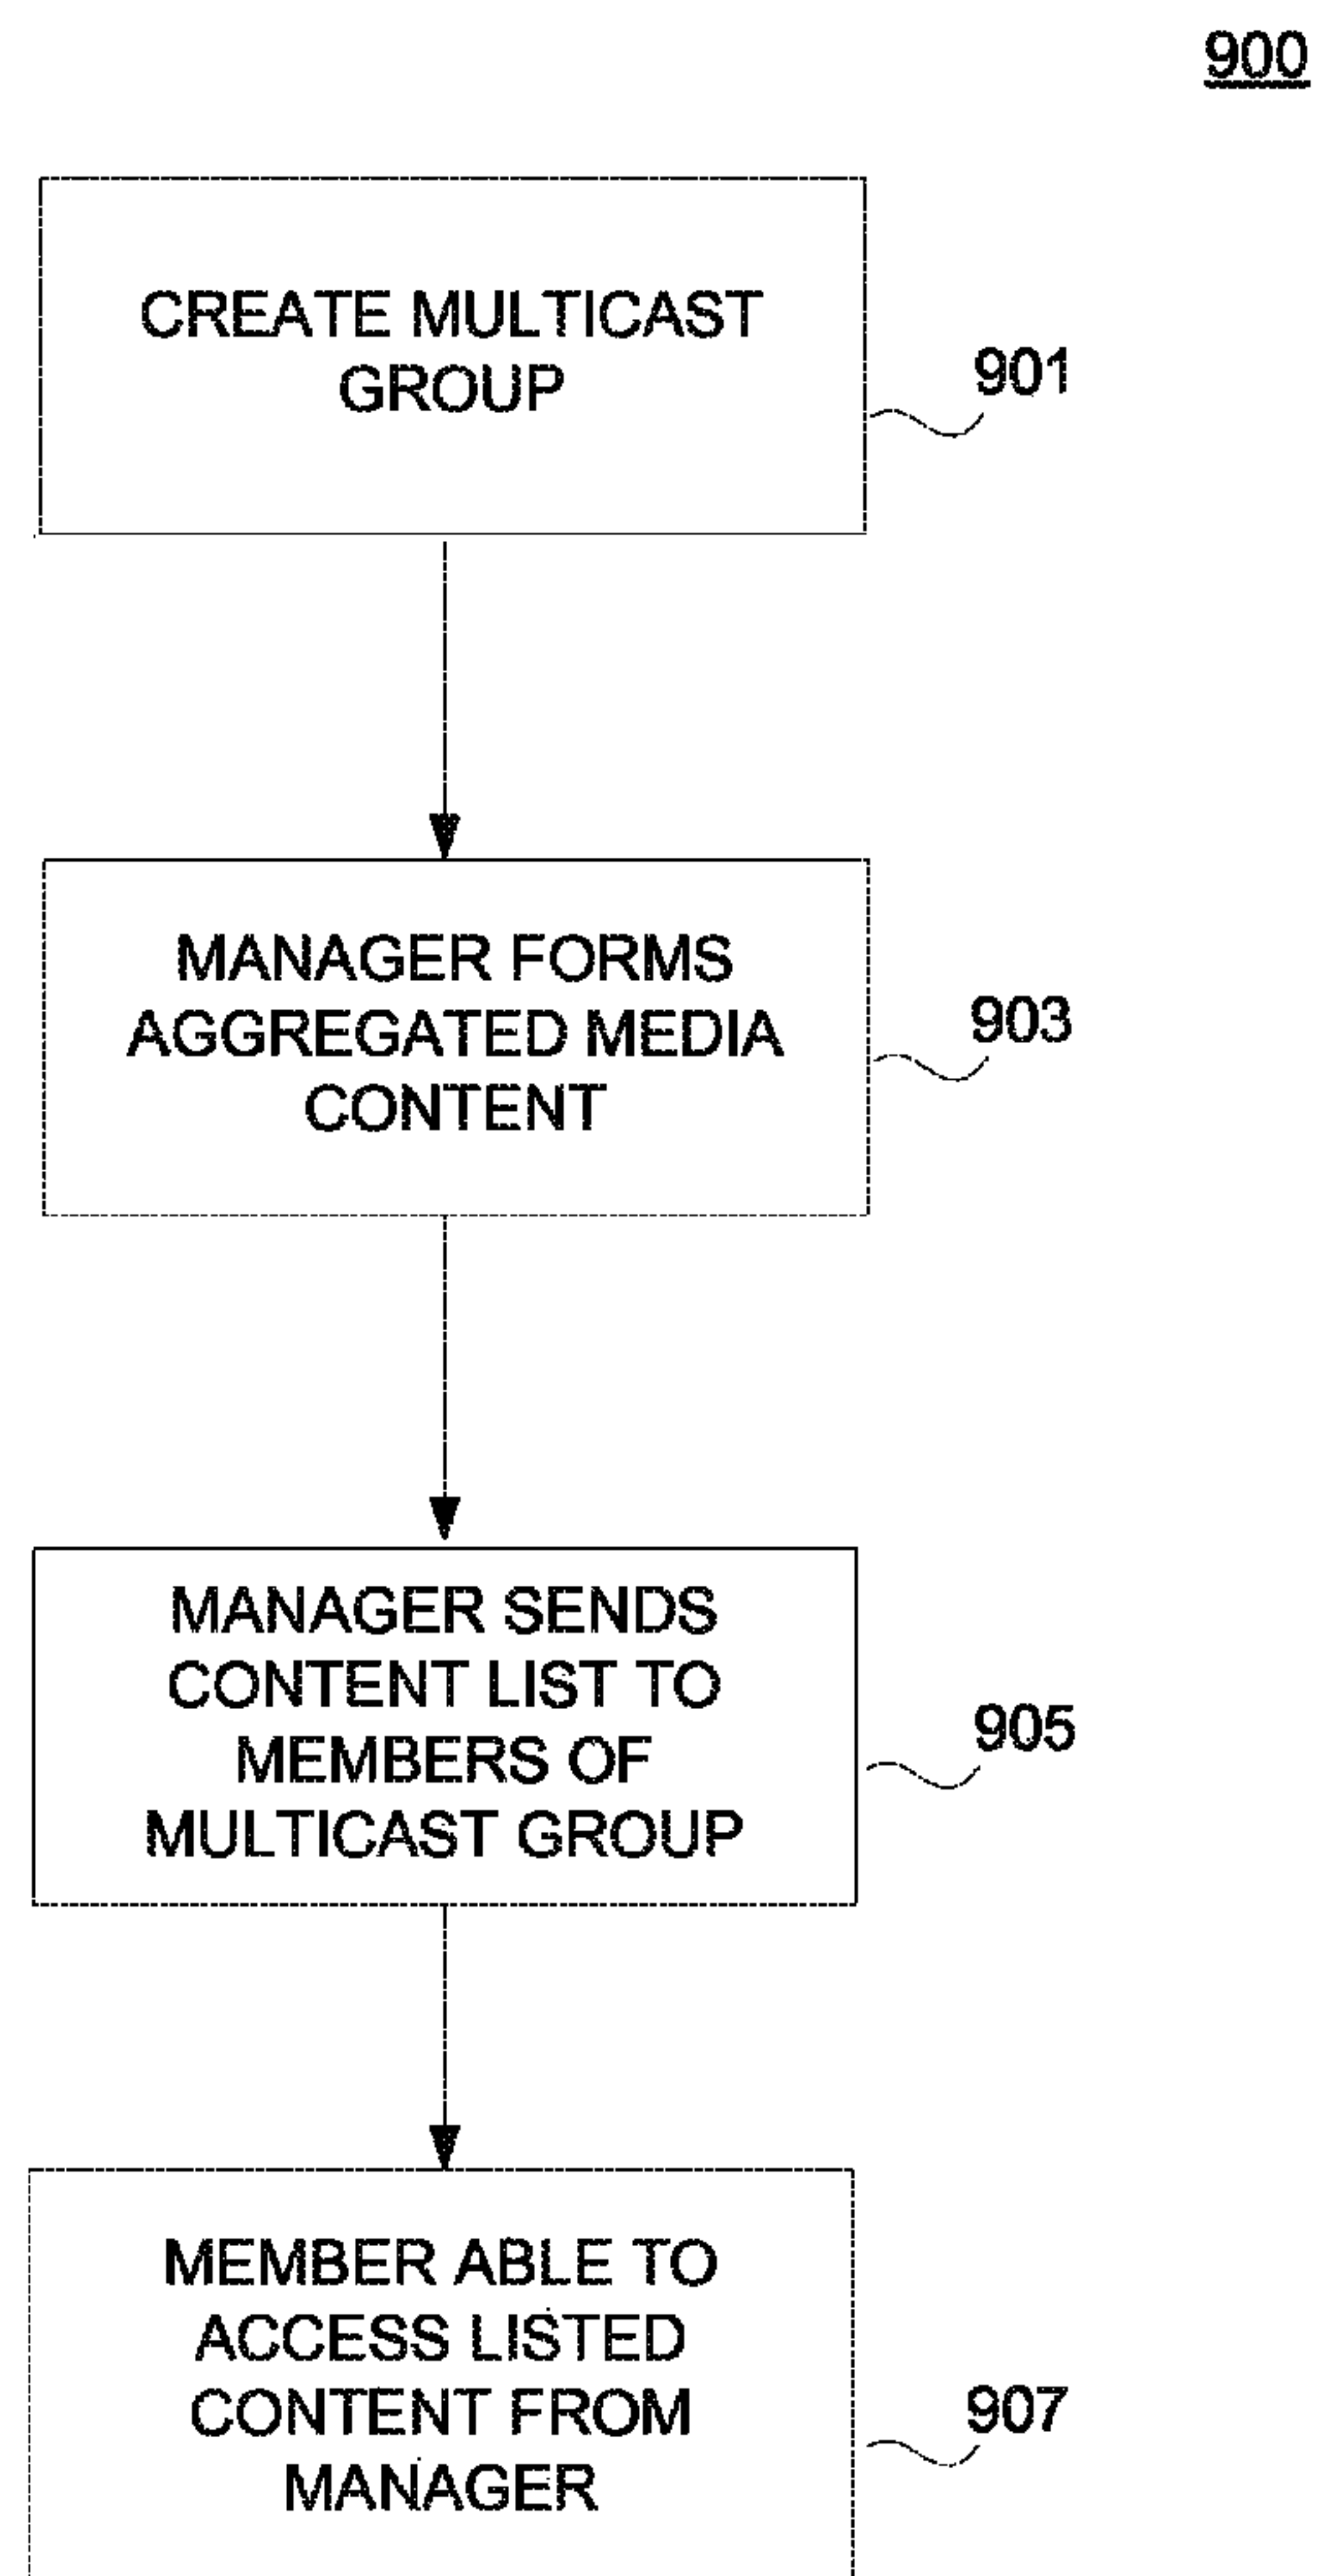 900
CREATE MULTICAST
GROUP
901
MANAGER FORMS
AGGREGATED MEDIA
CONTENT
903
MANAGER SENDS
CONTENT LIST TO
MEMBERS OF
MULTICAST GROUP
905
MEMBER ABLE TO
ACCESS LISTED
CONTENT FROM
MANAGER
907